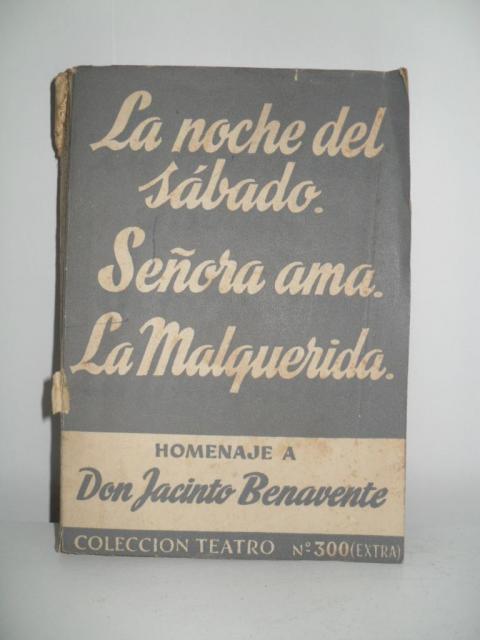 La noche del
sábado.
Señora ama.
La Malquerida.
HOMENAJE A
Don Jacinto Benavente
COLECCION TEATRO Nº 300 (EXTRA)